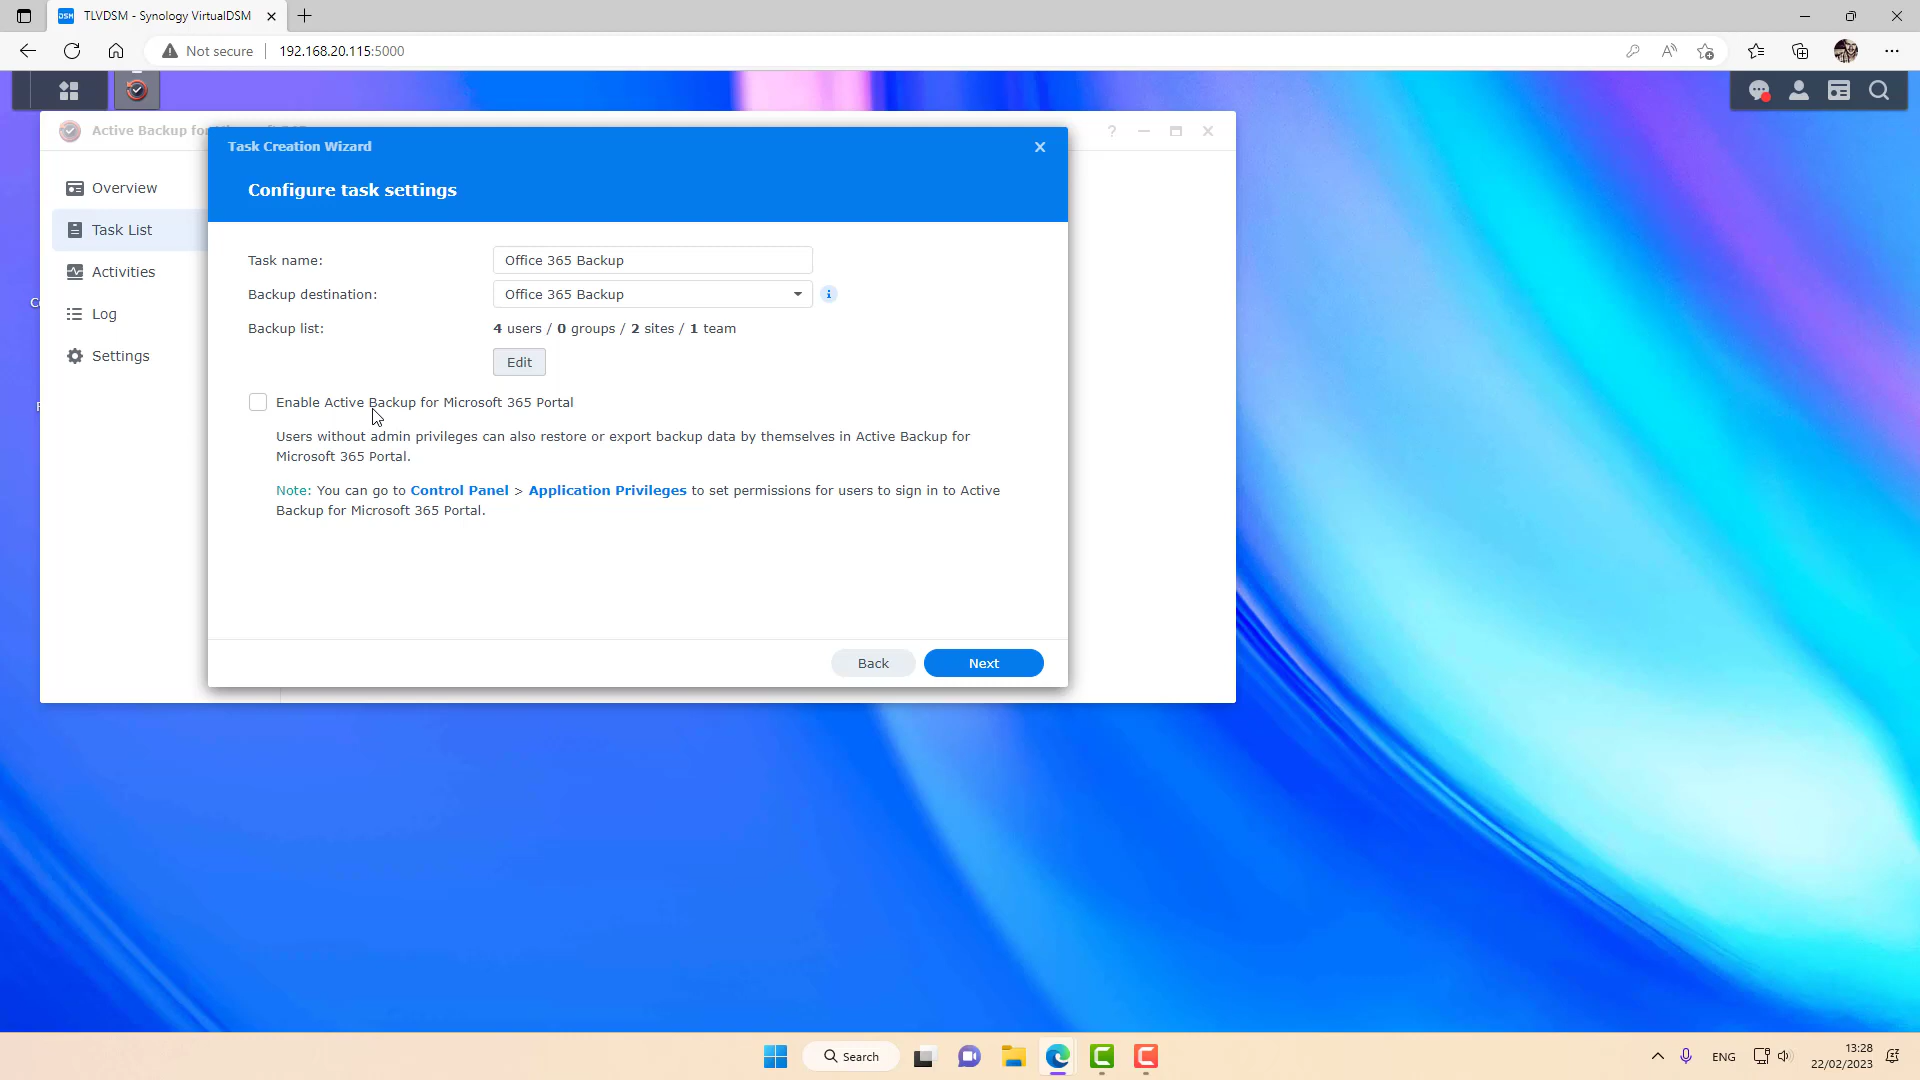 TLVDSM - Synology VirtualDSM
Not secure
192.168.20.115:5000
Active Backup for
Task Creation Wizard
Configure task settings
Overview
Task List
Activities
Log
Settings
Task name:
Office 365 Backup
Backup destination:
Office 365 Backup
Backup list:
4 users / 0 groups / 2 sites / 1 team
Edit
Enable Active Backup for Microsoft 365 Portal
Users without admin privileges can also restore or export backup data by themselves in Active Backup for
Microsoft 365 Portal.
Note: You can go to Control Panel > Application Privileges to set permissions for users to sign in to Active
Backup for Microsoft 365 Portal.
Back
Next
Search
ENG
13:28
22/02/2023